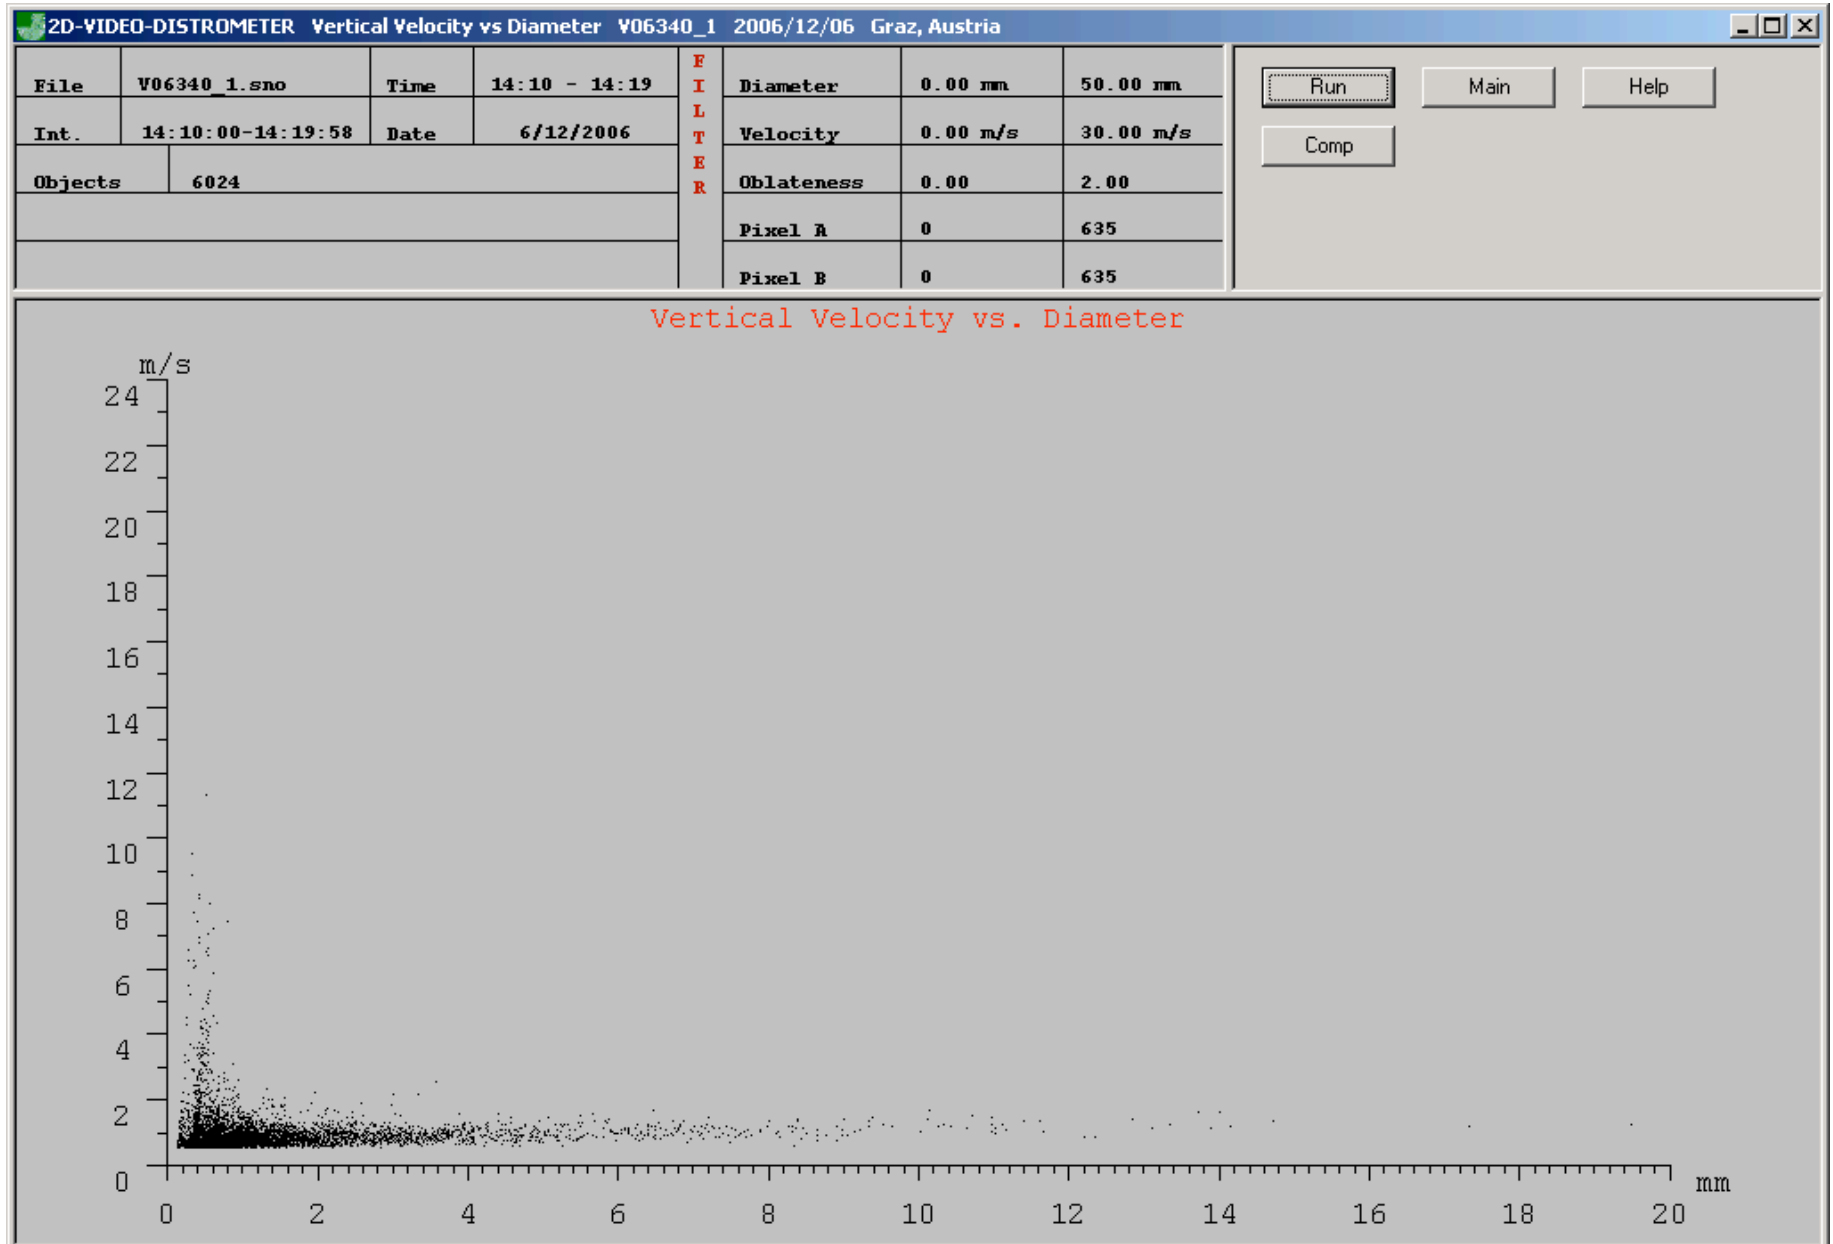 2D-VIDEO-DISTROMETER Vertical Velocity vs Diameter V06340_1 2006/12/06 Graz, Austria
File V06340_1.sno Time 14:10 - 14:19
Int. 14:10:00-14:19:58 Date 6/12/2006
Objects 6024
FILTER
Diameter 0.00 mm 50.00 mm
Velocity 0.00 m/s 30.00 m/s
Oblateness 0.00 2.00
Pixel A 0 635
Pixel B 0 635
Run Main Help
Comp
Vertical Velocity vs. Diameter
m/s
24
22
20
18
16
14
12
10
8
6
4
2
0
mm
0 2 4 6 8 10 12 14 16 18 20